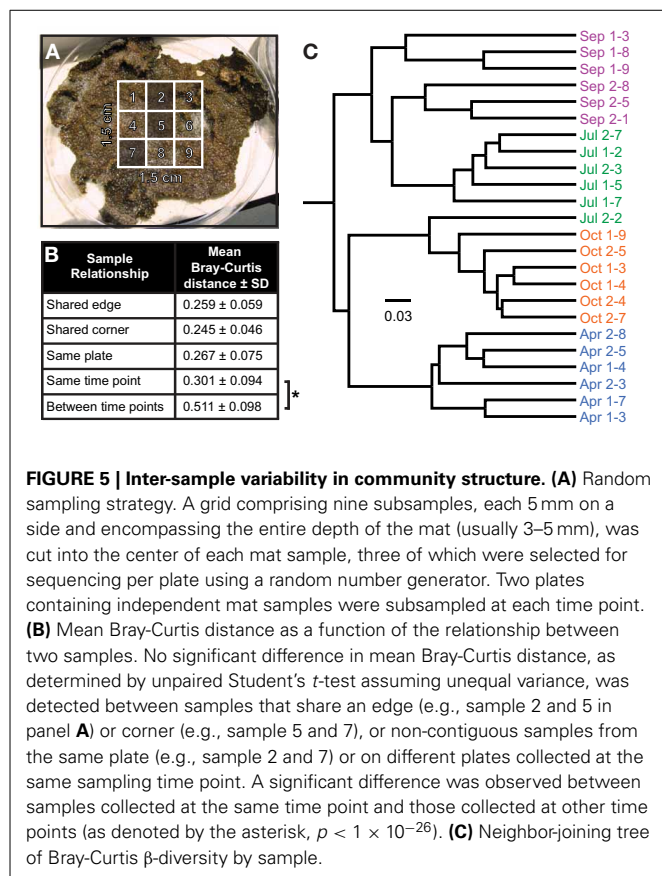 A
1 2 3
4 5 6
7 8 9
1.5 cm
1.5 cm
B
Sample Relationship
Mean Bray-Curtis distance ± SD
Shared edge 0.259 ± 0.059
Shared corner 0.245 ± 0.046
Same plate 0.267 ± 0.075
Same time point 0.301 ± 0.094
Between time points 0.511 ± 0.098
*
C
Sep 1-3
Sep 1-8
Sep 1-9
Sep 2-8
Sep 2-5
Sep 2-1
Jul 2-7
Jul 1-2
Jul 2-3
Jul 1-5
Jul 1-7
Jul 2-2
Oct 1-9
Oct 2-5
Oct 1-3
Oct 1-4
Oct 2-4
Oct 2-7
Apr 2-8
Apr 2-5
Apr 1-4
Apr 2-3
Apr 1-7
Apr 1-3
0.03
FIGURE 5 | Inter-sample variability in community structure. (A) Random
sampling strategy. A grid comprising nine subsamples, each 5 mm on a
side and encompassing the entire depth of the mat (usually 3–5 mm), was
cut into the center of each mat sample, three of which were selected for
sequencing per plate using a random number generator. Two plates
containing independent mat samples were subsampled at each time point.
(B) Mean Bray-Curtis distance as a function of the relationship between
two samples. No significant difference in mean Bray-Curtis distance, as
determined by unpaired Student's t-test assuming unequal variance, was
detected between samples that share an edge (e.g., sample 2 and 5 in
panel A) or corner (e.g., sample 5 and 7), or non-contiguous samples from
the same plate (e.g., sample 2 and 7) or on different plates collected at the
same sampling time point. A significant difference was observed between
samples collected at the same time point and those collected at other time
points (as denoted by the asterisk, p < 1 × 10⁻²⁶). (C) Neighbor-joining tree
of Bray-Curtis β-diversity by sample.